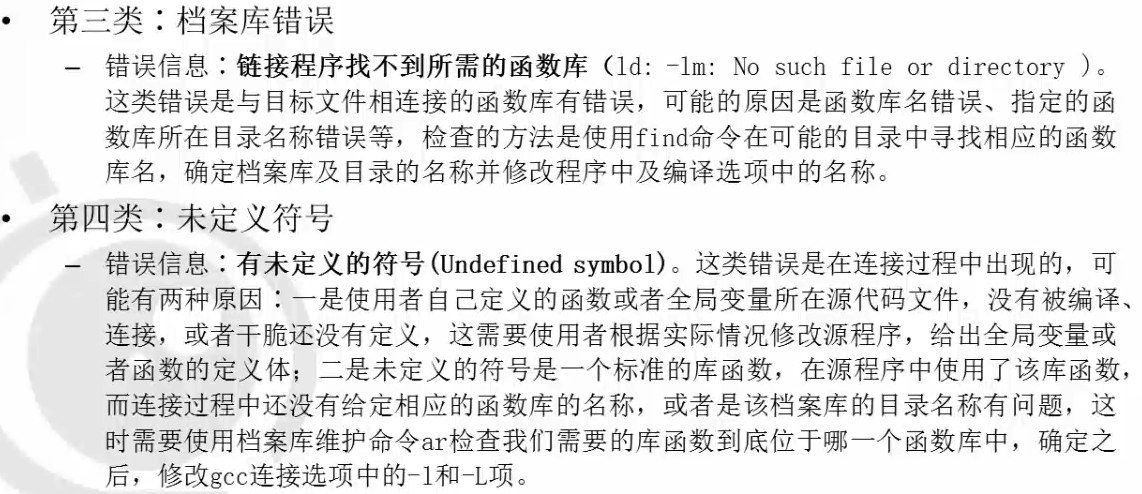 • 第三类：档案库错误
– 错误信息：链接程序找不到所需的函数库（ld: -lm: No such file or directory ）。
这类错误是与目标文件相连接的函数库有错误，可能的原因是函数库名错误、指定的函
数库所在目录名称错误等，检查的方法是使用find命令在可能的目录中寻找相应的函数
库名，确定档案库及目录的名称并修改程序中及编译选项中的名称。
• 第四类：未定义符号
– 错误信息：有未定义的符号(Undefined symbol)。这类错误是在连接过程中出现的，可
能有两种原因：一是使用者自己定义的函数或者全局变量所在源代码文件，没有被编译、
连接，或者干脆还没有定义，这需要使用者根据实际情况修改源程序，给出全局变量或
者函数的定义体；二是未定义的符号是一个标准的库函数，在源程序中使用了该库函数，
而连接过程中还没有给定相应的函数库的名称，或者是该档案库的目录名称有问题，这
时需要使用档案库维护命令ar检查我们需要的库函数到底位于哪一个函数库中，确定之
后，修改gcc连接选项中的-l和-L项。